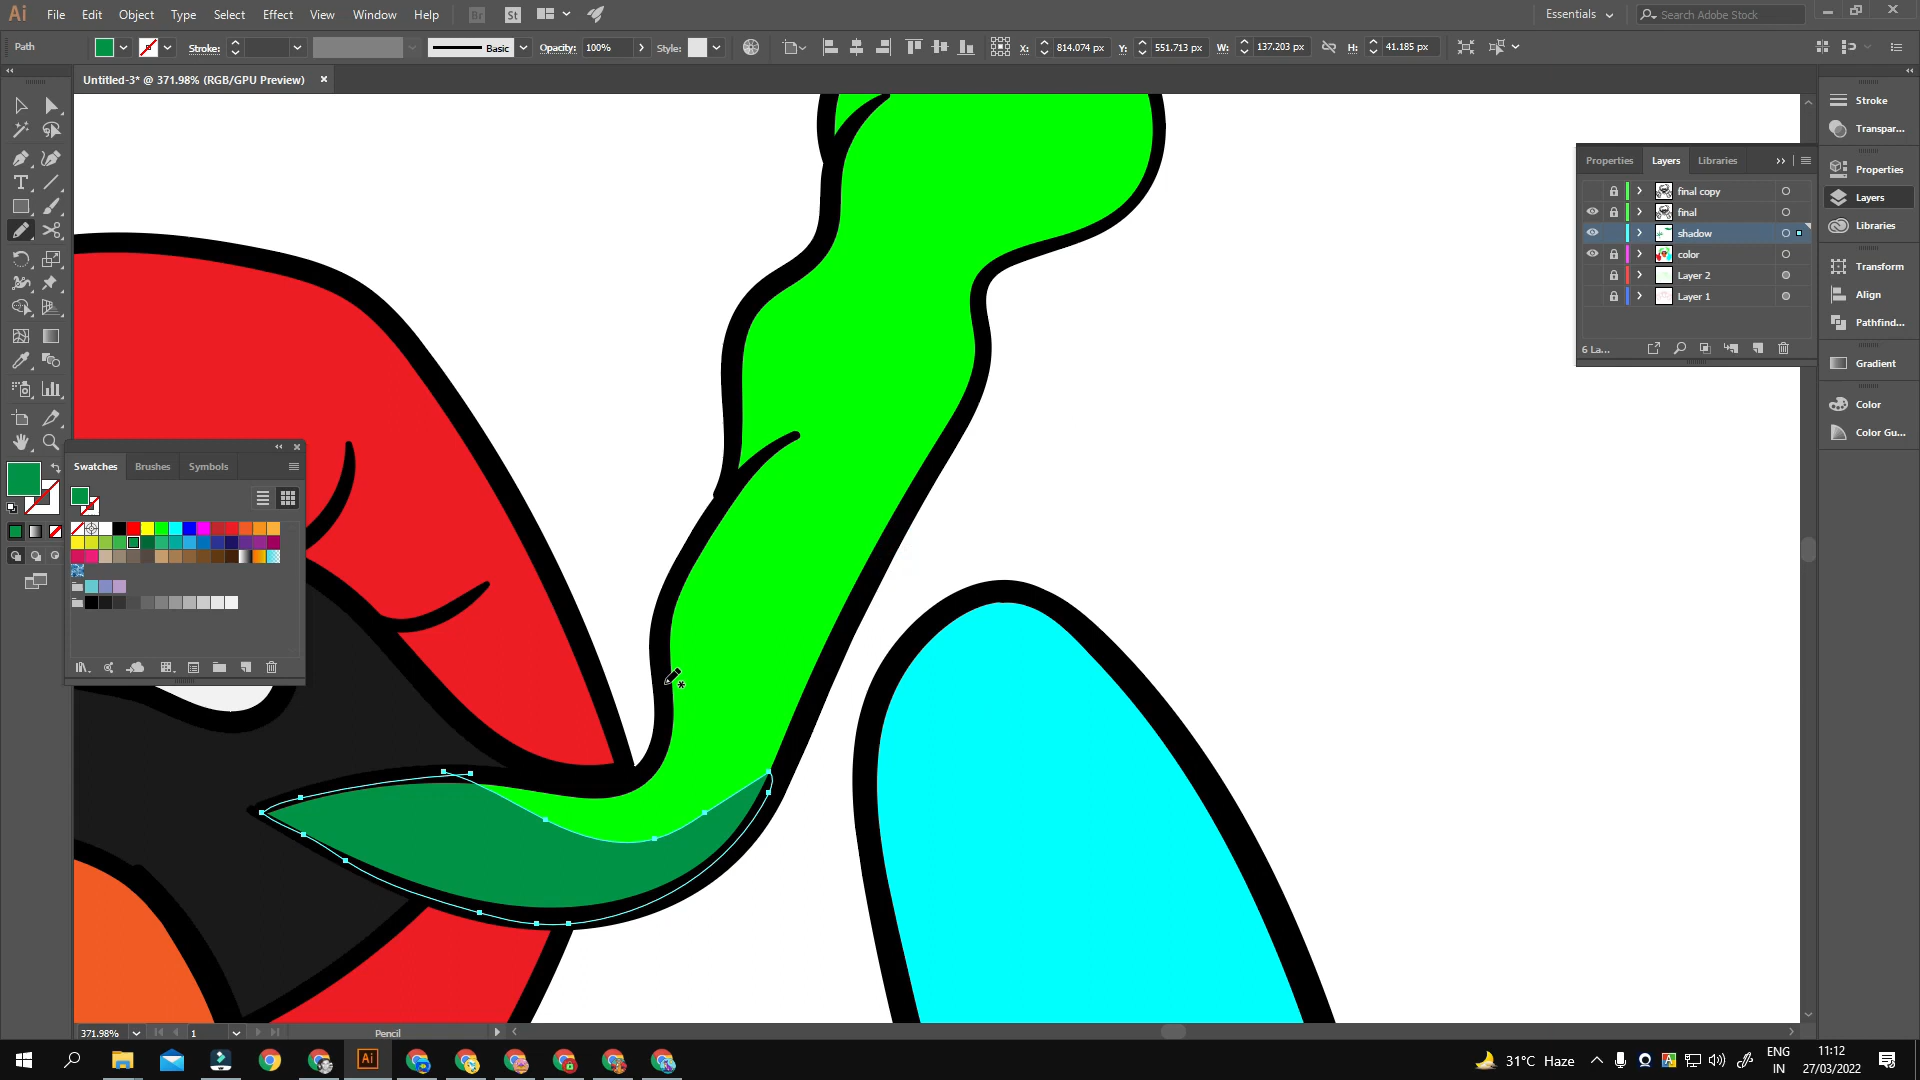 Ai File Edit Object Type Select Effect View Window Help Br St Essentials Search Adobe Stock
Path Stroke: Basic Opacity: 100% Style: X: 814.074 px Y: 551.713 px W: 137.203 px H: 41.185 px
Untitled-3* @ 371.98% (RGB/GPU Preview)
Stroke
Transpar...
Properties
Layers
Libraries
Transform
Align
Pathfind...
Gradient
Color
Color Gu...
Properties Layers Libraries
final copy
final
shadow
color
Layer 2
Layer 1
6 La...
Swatches Brushes Symbols
371.98% 1 Pencil
Ai 31°C Haze ENG 11:12
IN 27/03/2022